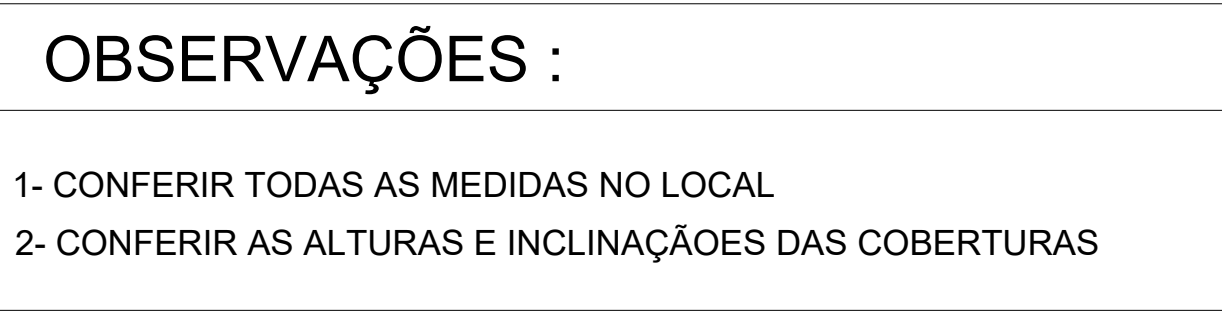 OBSERVAÇÕES :
1- CONFERIR TODAS AS MEDIDAS NO LOCAL
2- CONFERIR AS ALTURAS E INCLINAÇÃOES DAS COBERTURAS